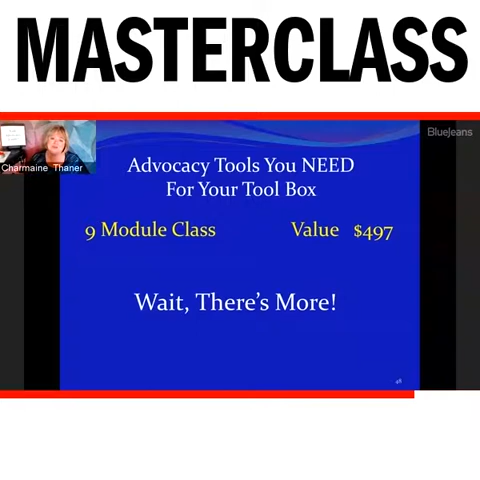 MASTERCLASS
BlueJeans
Charmaine Thaner
Advocacy Tools You NEED
For Your Tool Box
9 Module Class Value $497
Wait, There's More!
48